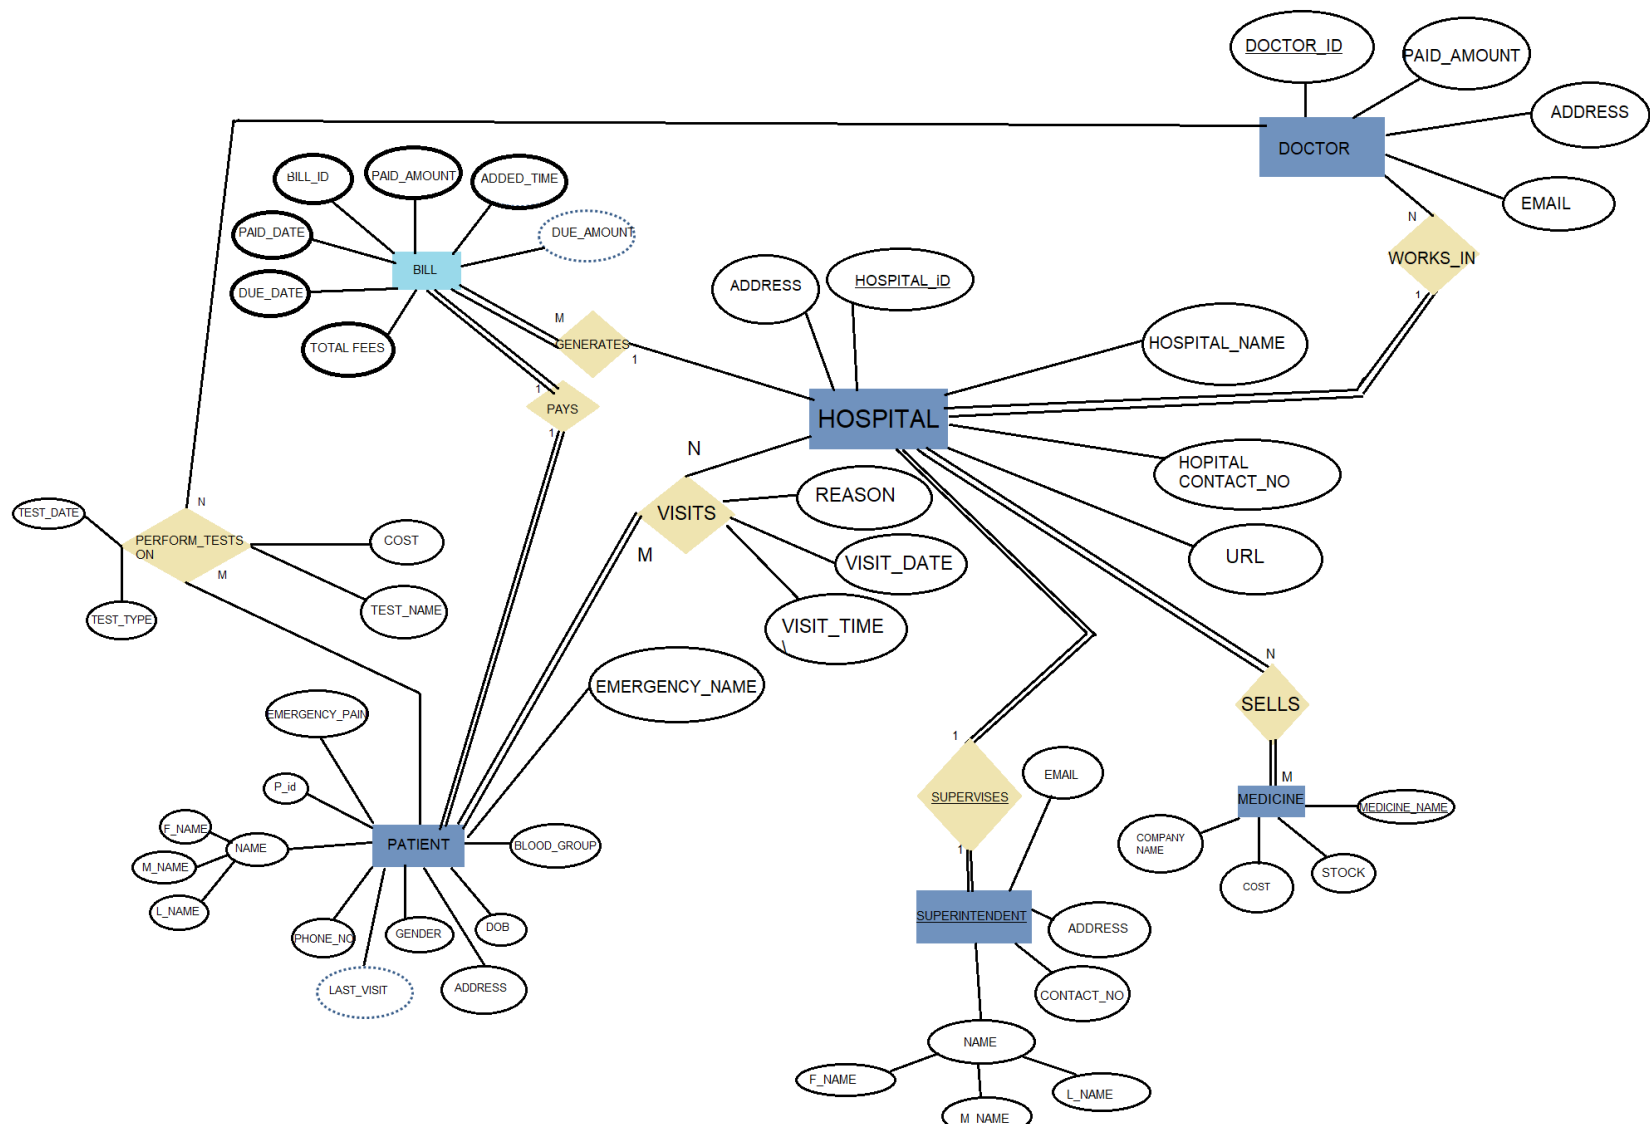 DOCTOR_ID
PAID_AMOUNT
ADDRESS
DOCTOR
EMAIL
N
WORKS_IN
1
BILL_ID
PAID_AMOUNT
ADDED_TIME
PAID_DATE
DUE_AMOUNT
BILL
DUE_DATE
TOTAL FEES
M
GENERATES
1
1
PAYS
1
ADDRESS
HOSPITAL_iD
HOSPITAL_NAME
HOSPITAL
HOPITAL
CONTACT_NO
URL
N
VISITS
M
REASON
VISIT_DATE
VISIT_TIME
\
N
TEST_DATE
PERFORM_TESTS
ON
COST
M
TEST_NAME
TEST_TYPE
EMERGENCY_NAME
EMERGENCY_PAIN
P_id
F_NAME
NAME
M_NAME
L_NAME
PATIENT
BLOOD_GROUP
PHONE_NO
GENDER
DOB
LAST_VISIT
ADDRESS
1
SUPERVISES
1
EMAIL
SUPERINTENDENT
ADDRESS
CONTACT_NO
NAME
F_NAME
M_NAME
L_NAME
N
SELLS
M
MEDICINE
MEDICINE_NAME
COMPANY
NAME
COST
STOCK